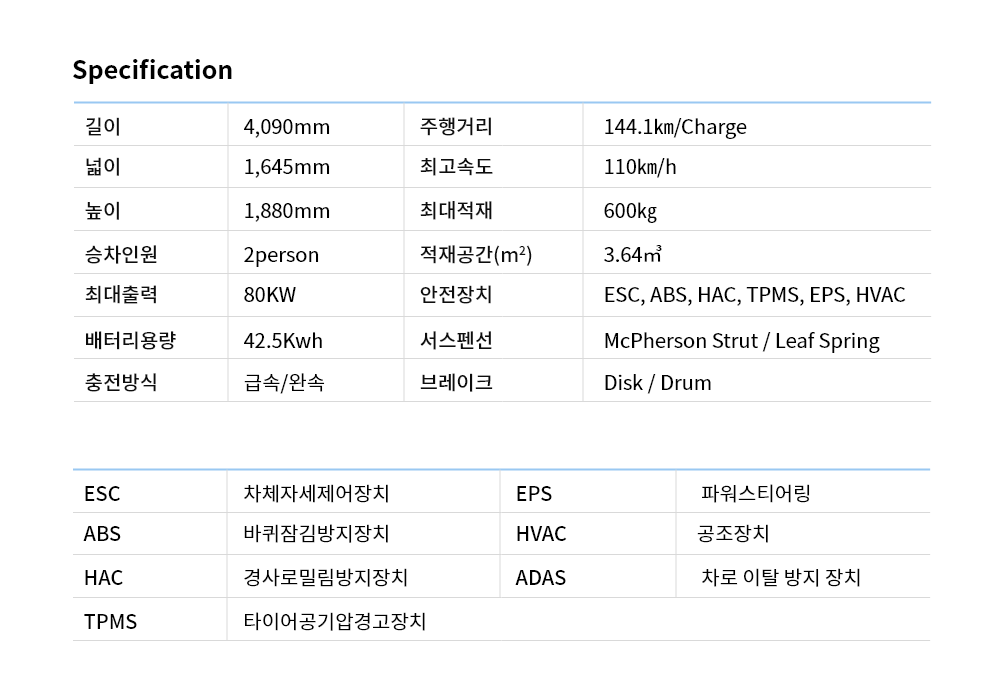 Specification
길이 4,090mm 주행거리 144.1㎞/Charge
넓이 1,645mm 최고속도 110㎞/h
높이 1,880mm 최대적재 600㎏
승차인원 2person 적재공간(m²) 3.64㎥
최대출력 80KW 안전장치 ESC, ABS, HAC, TPMS, EPS, HVAC
배터리용량 42.5Kwh 서스펜션 McPherson Strut / Leaf Spring
충전방식 급속/완속 브레이크 Disk / Drum
ESC 차체자세제어장치 EPS 파워스티어링
ABS 바퀴잠김방지장치 HVAC 공조장치
HAC 경사로밀림방지장치 ADAS 차로 이탈 방지 장치
TPMS 타이어공기압경고장치